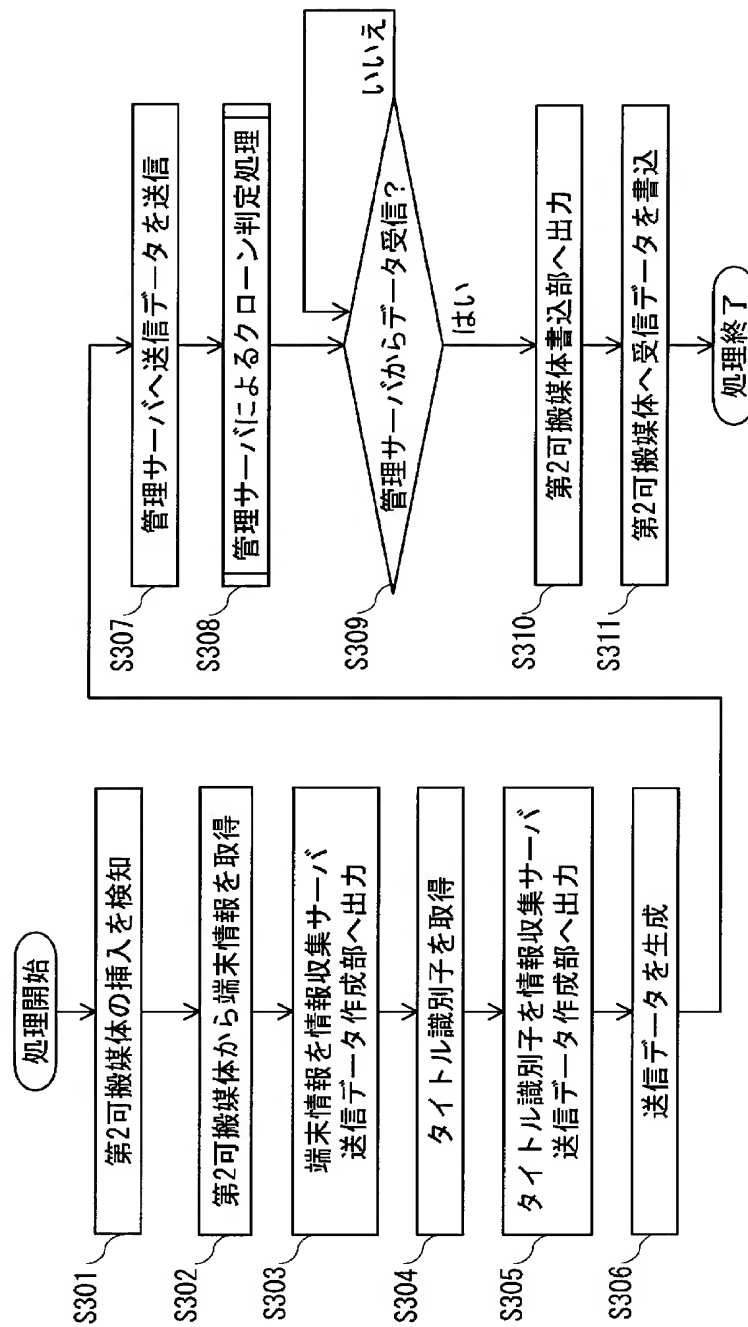 処理開始
S301
第2可搬媒体の挿入を検知
S302
第2可搬媒体から端末情報を取得
S303
端末情報を情報収集サーバ
送信データ作成部へ出力
S304
タイトル識別子を取得
S305
タイトル識別子を情報収集サーバ
送信データ作成部へ出力
S306
送信データを生成
S307
管理サーバへ送信データを送信
S308
管理サーバによるクローン判定処理
S309
管理サーバからデータ受信?
いいえ
はい
S310
第2可搬媒体書込部へ出力
S311
第2可搬媒体へ受信データを書込
処理終了